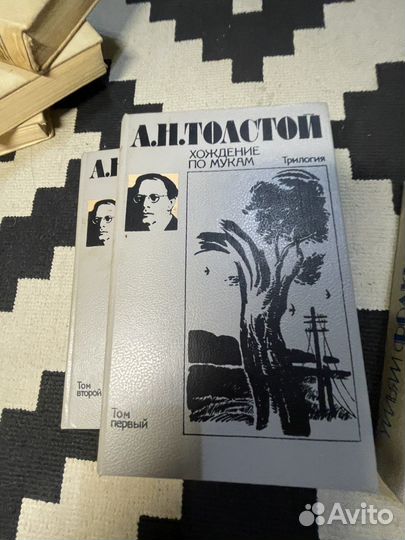 А.Н.ТОЛСТОЙ
ХОЖДЕНИЕ
ПО МУКАМ
Трилогия
Том
первый
А.
Том
второй
Avito